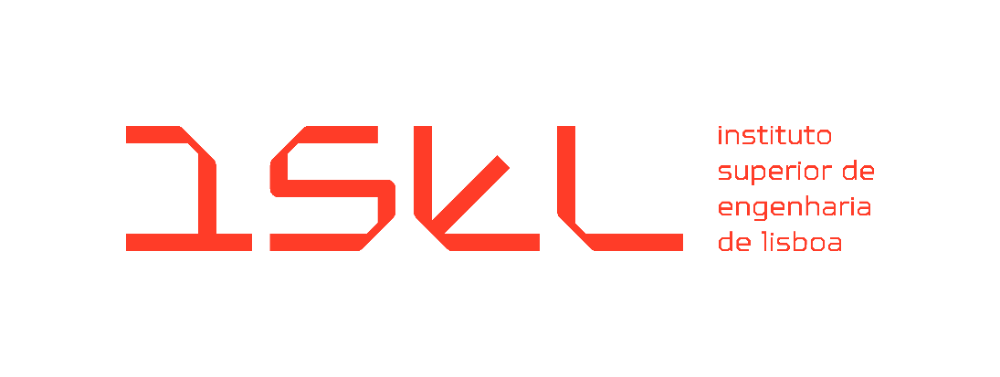 isel
instituto
superior de
engenharia
de lisboa